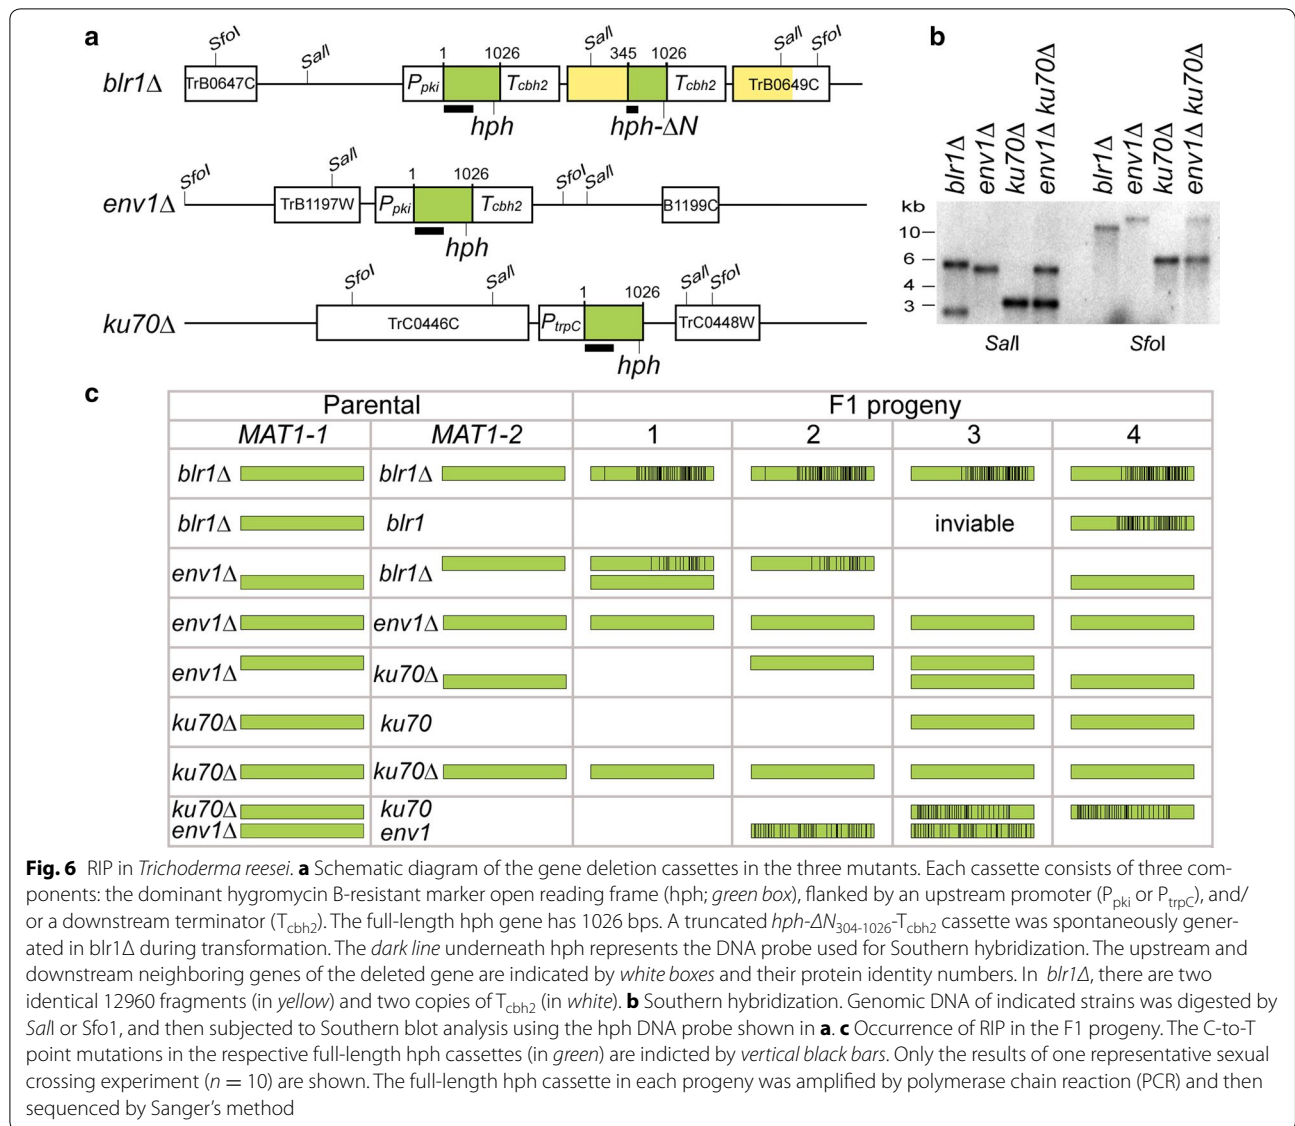 a
SfoI SalI 1 1026 SalI 345 1026 SalI SfoI
blr1Δ TrB0647C Ppki Tcbh2 Tcbh2 TrB0649C
hph hph-ΔN
SfoI SalI 1 1026 SfoI SalI
env1Δ TrB1197W Ppki Tcbh2 B1199C
hph
SfoI SalI 1 1026 SalI SfoI
ku70Δ TrC0446C PtrpC TrC0448W
hph
b
blr1Δ env1Δ ku70Δ env1Δ ku70Δ blr1Δ env1Δ ku70Δ env1Δ ku70Δ
kb
10
6
4
3
SalI SfoI
c
Parental F1 progeny
MAT1-1 MAT1-2 1 2 3 4
blr1Δ blr1Δ
blr1Δ blr1 inviable
env1Δ blr1Δ
env1Δ env1Δ
env1Δ ku70Δ
ku70Δ ku70
ku70Δ ku70Δ
ku70Δ ku70
env1Δ env1
Fig. 6 RIP in Trichoderma reesei. a Schematic diagram of the gene deletion cassettes in the three mutants. Each cassette consists of three com-
ponents: the dominant hygromycin B-resistant marker open reading frame (hph; green box), flanked by an upstream promoter (Ppki or PtrpC), and/
or a downstream terminator (Tcbh2). The full-length hph gene has 1026 bps. A truncated hph-ΔN304-1026-Tcbh2 cassette was spontaneously gener-
ated in blr1Δ during transformation. The dark line underneath hph represents the DNA probe used for Southern hybridization. The upstream and
downstream neighboring genes of the deleted gene are indicated by white boxes and their protein identity numbers. In blr1Δ, there are two
identical 12960 fragments (in yellow) and two copies of Tcbh2 (in white). b Southern hybridization. Genomic DNA of indicated strains was digested by
SalI or Sfo1, and then subjected to Southern blot analysis using the hph DNA probe shown in a. c Occurrence of RIP in the F1 progeny. The C-to-T
point mutations in the respective full-length hph cassettes (in green) are indicted by vertical black bars. Only the results of one representative sexual
crossing experiment (n = 10) are shown. The full-length hph cassette in each progeny was amplified by polymerase chain reaction (PCR) and then
sequenced by Sanger's method